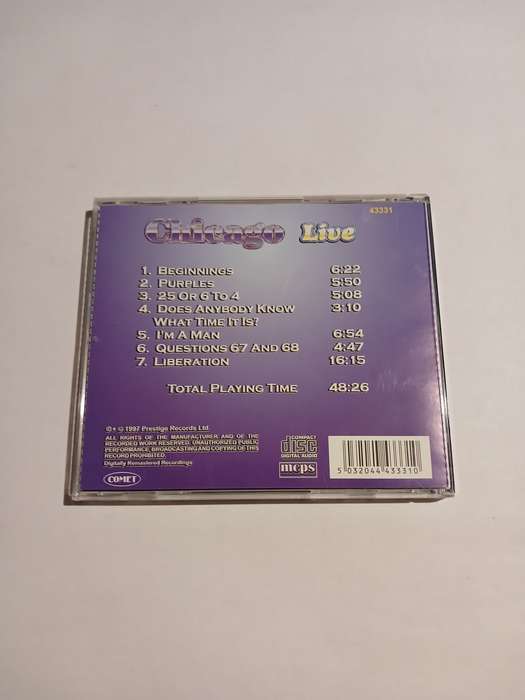 43331
Chicago Live
1. BEGINNINGS 6:22
2. PURPLES 5:50
3. 25 OR 6 TO 4 5:08
4. DOES ANYBODY KNOW 3:10
WHAT TIME IT IS?
5. I'M A MAN 6:54
6. QUESTIONS 67 AND 68 4:47
7. LIBERATION 16:15
TOTAL PLAYING TIME 48:26
© 1997 Prestige Records Ltd.
ALL RIGHTS OF THE MANUFACTURER AND OF THE
RECORDED WORK RESERVED. UNAUTHORIZED PUBLIC
PERFORMANCE, BROADCASTING AND COPYING OF THIS
RECORD PROHIBITED.
Digitally Remastered Recordings
COMET
COMPACT
disc
DIGITAL AUDIO
mcps
5 032044 433310